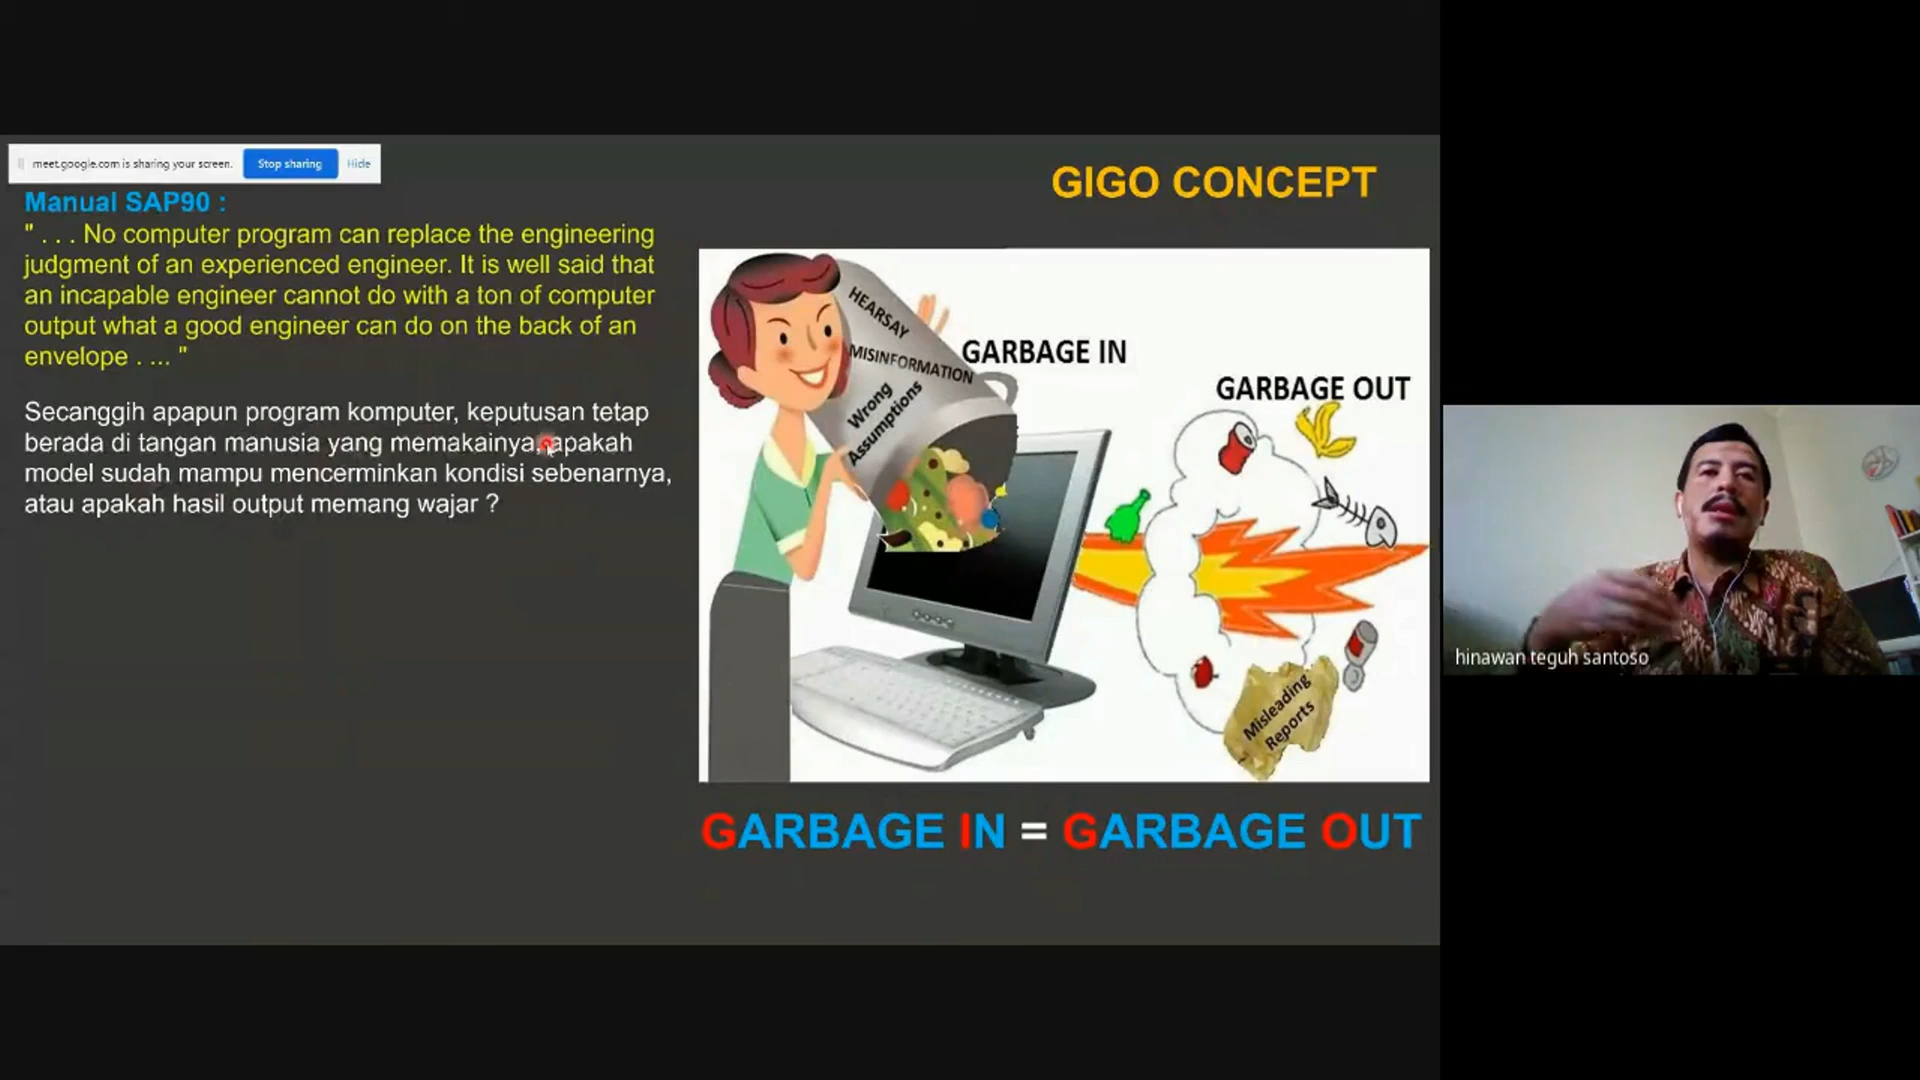 meet.google.com is sharing your screen.
Stop sharing
Hide
GIGO CONCEPT
Manual SAP90 :
" . . . No computer program can replace the engineering
judgment of an experienced engineer. It is well said that
an incapable engineer cannot do with a ton of computer
output what a good engineer can do on the back of an
envelope . ... "
Secanggih apapun program komputer, keputusan tetap
berada di tangan manusia yang memakainya, apakah
model sudah mampu mencerminkan kondisi sebenarnya,
atau apakah hasil output memang wajar ?
HEARSAY
MISINFORMATION
Wrong
Assumptions
GARBAGE IN
GARBAGE OUT
Misleading
Reports
GARBAGE IN = GARBAGE OUT
hinawan teguh santoso